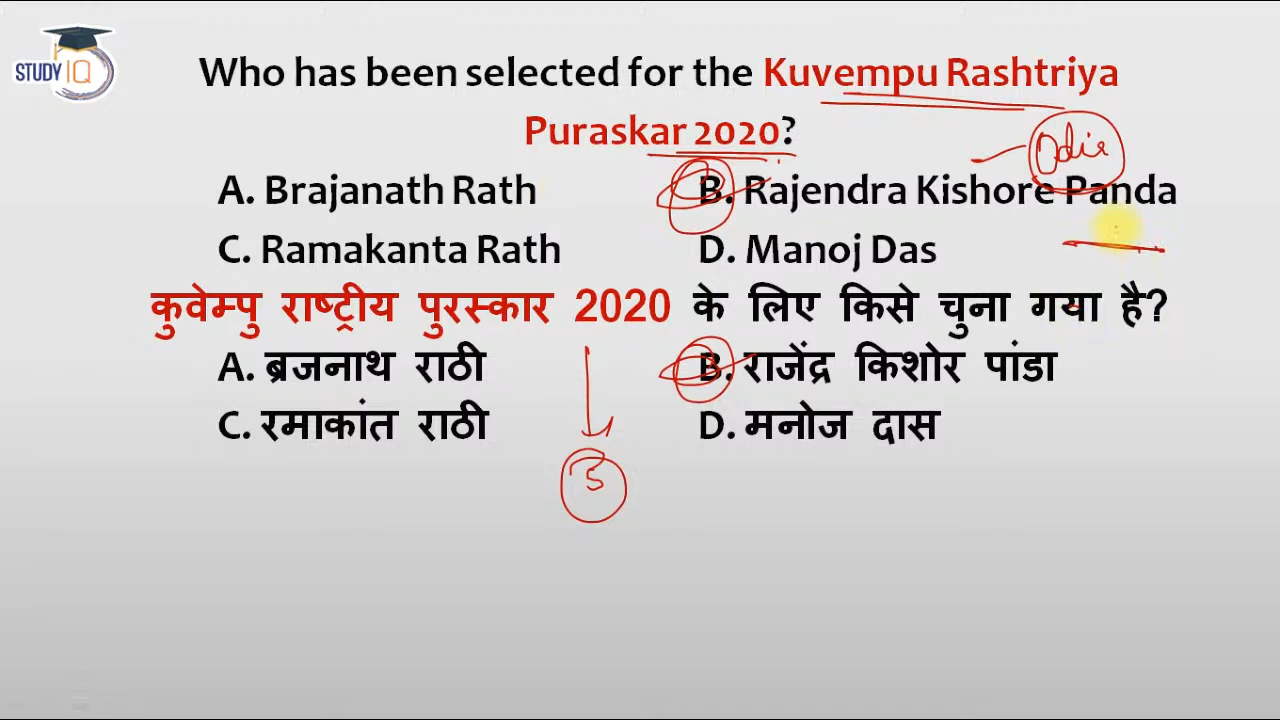 STUDY IQ
Who has been selected for the Kuvempu Rashtriya
Puraskar 2020?
Odia
A. Brajanath Rath B. Rajendra Kishore Panda
C. Ramakanta Rath D. Manoj Das
कुवेम्पु राष्ट्रीय पुरस्कार 2020 के लिए किसे चुना गया है?
A. ब्रजनाथ राठी B. राजेंद्र किशोर पांडा
C. रमाकांत राठी D. मनोज दास